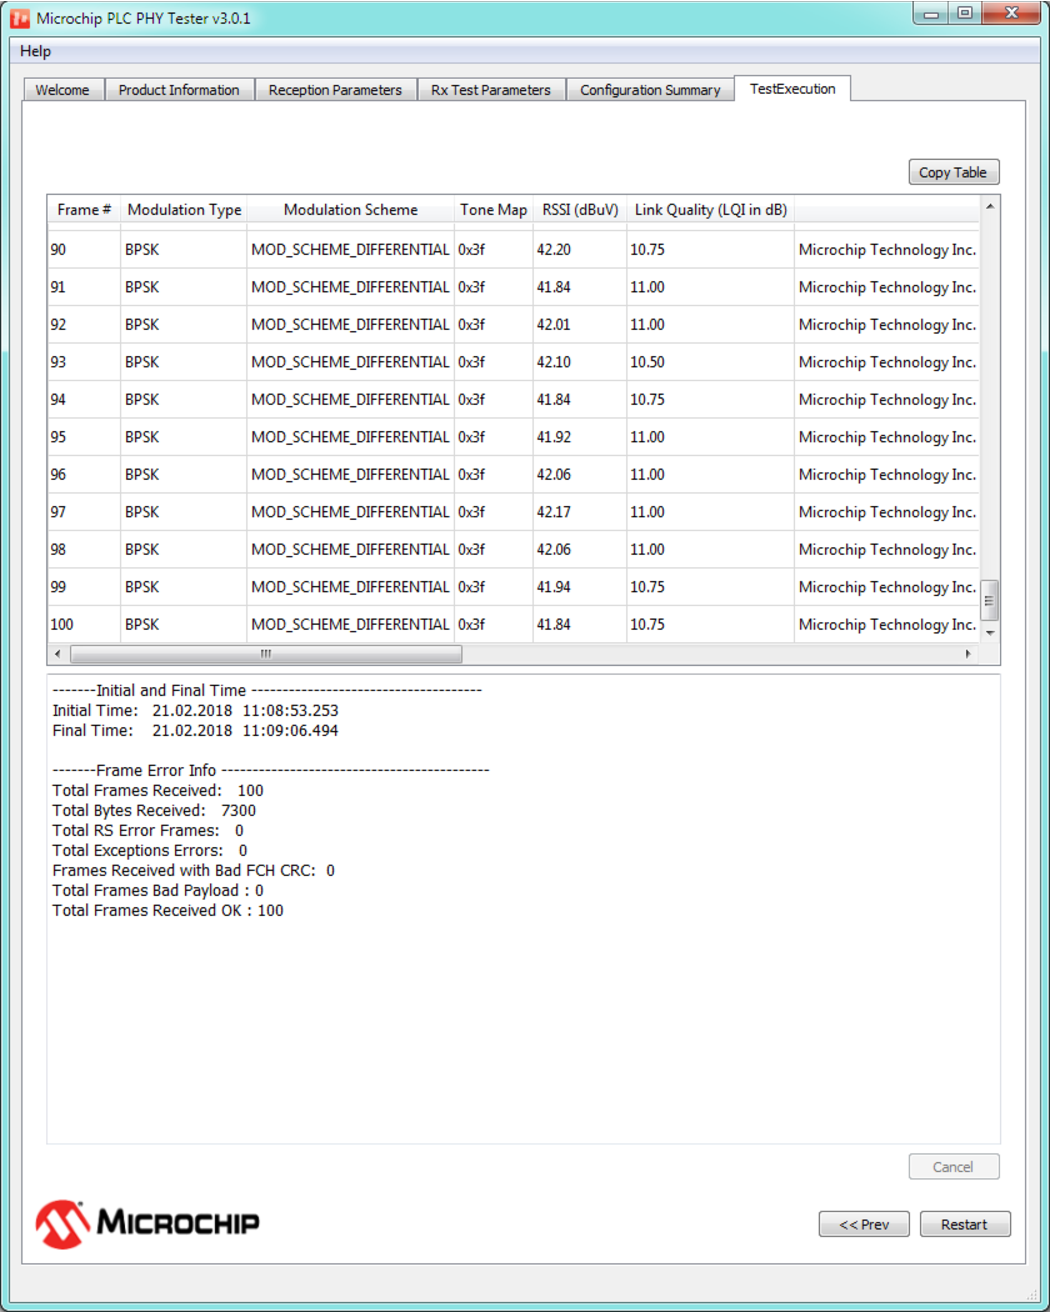 Microchip PLC PHY Tester v3.0.1
Help
Welcome Product Information Reception Parameters Rx Test Parameters Configuration Summary TestExecution
Copy Table
Frame # Modulation Type Modulation Scheme Tone Map RSSI (dBuV) Link Quality (LQI in dB)
90 BPSK MOD_SCHEME_DIFFERENTIAL 0x3f 42.20 10.75 Microchip Technology Inc.
91 BPSK MOD_SCHEME_DIFFERENTIAL 0x3f 41.84 11.00 Microchip Technology Inc.
92 BPSK MOD_SCHEME_DIFFERENTIAL 0x3f 42.01 11.00 Microchip Technology Inc.
93 BPSK MOD_SCHEME_DIFFERENTIAL 0x3f 42.10 10.50 Microchip Technology Inc.
94 BPSK MOD_SCHEME_DIFFERENTIAL 0x3f 41.84 10.75 Microchip Technology Inc.
95 BPSK MOD_SCHEME_DIFFERENTIAL 0x3f 41.92 11.00 Microchip Technology Inc.
96 BPSK MOD_SCHEME_DIFFERENTIAL 0x3f 42.06 11.00 Microchip Technology Inc.
97 BPSK MOD_SCHEME_DIFFERENTIAL 0x3f 42.17 11.00 Microchip Technology Inc.
98 BPSK MOD_SCHEME_DIFFERENTIAL 0x3f 42.06 11.00 Microchip Technology Inc.
99 BPSK MOD_SCHEME_DIFFERENTIAL 0x3f 41.94 10.75 Microchip Technology Inc.
100 BPSK MOD_SCHEME_DIFFERENTIAL 0x3f 41.84 10.75 Microchip Technology Inc.
-------Initial and Final Time -------------------------------------
Initial Time: 21.02.2018 11:08:53.253
Final Time: 21.02.2018 11:09:06.494
-------Frame Error Info -------------------------------------------
Total Frames Received: 100
Total Bytes Received: 7300
Total RS Error Frames: 0
Total Exceptions Errors: 0
Frames Received with Bad FCH CRC: 0
Total Frames Bad Payload : 0
Total Frames Received OK : 100
Cancel
MICROCHIP
<< Prev Restart